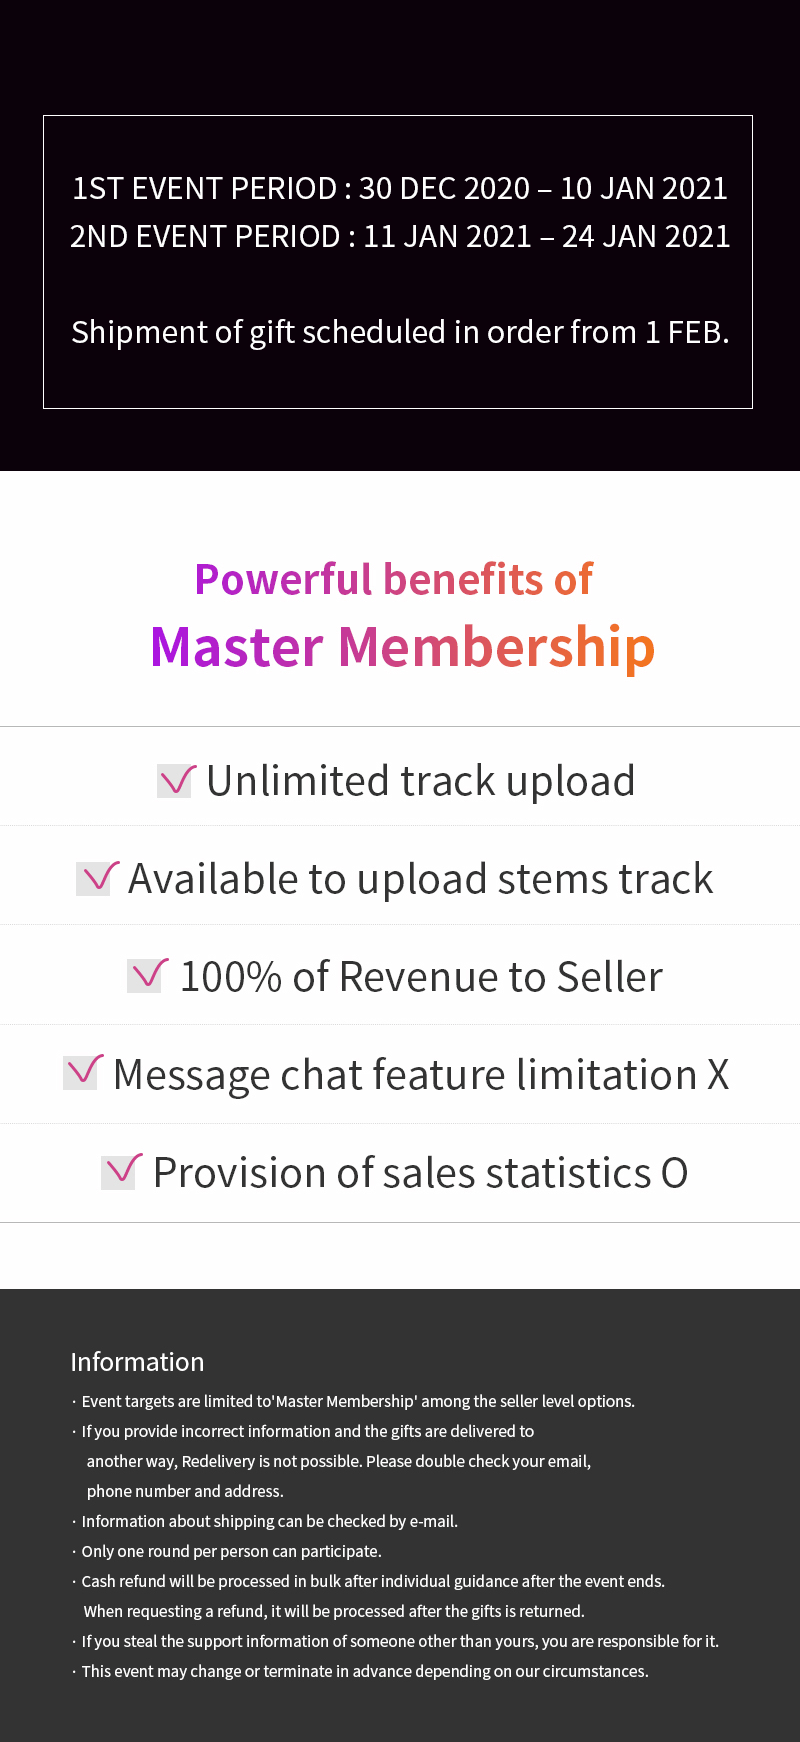 1ST EVENT PERIOD : 30 DEC 2020 – 10 JAN 2021
2ND EVENT PERIOD : 11 JAN 2021 – 24 JAN 2021
Shipment of gift scheduled in order from 1 FEB.
Powerful benefits of
Master Membership
Unlimited track upload
Available to upload stems track
100% of Revenue to Seller
Message chat feature limitation X
Provision of sales statistics O
Information
· Event targets are limited to'Master Membership' among the seller level options.
· If you provide incorrect information and the gifts are delivered to
another way, Redelivery is not possible. Please double check your email,
phone number and address.
· Information about shipping can be checked by e-mail.
· Only one round per person can participate.
· Cash refund will be processed in bulk after individual guidance after the event ends.
When requesting a refund, it will be processed after the gifts is returned.
· If you steal the support information of someone other than yours, you are responsible for it.
· This event may change or terminate in advance depending on our circumstances.